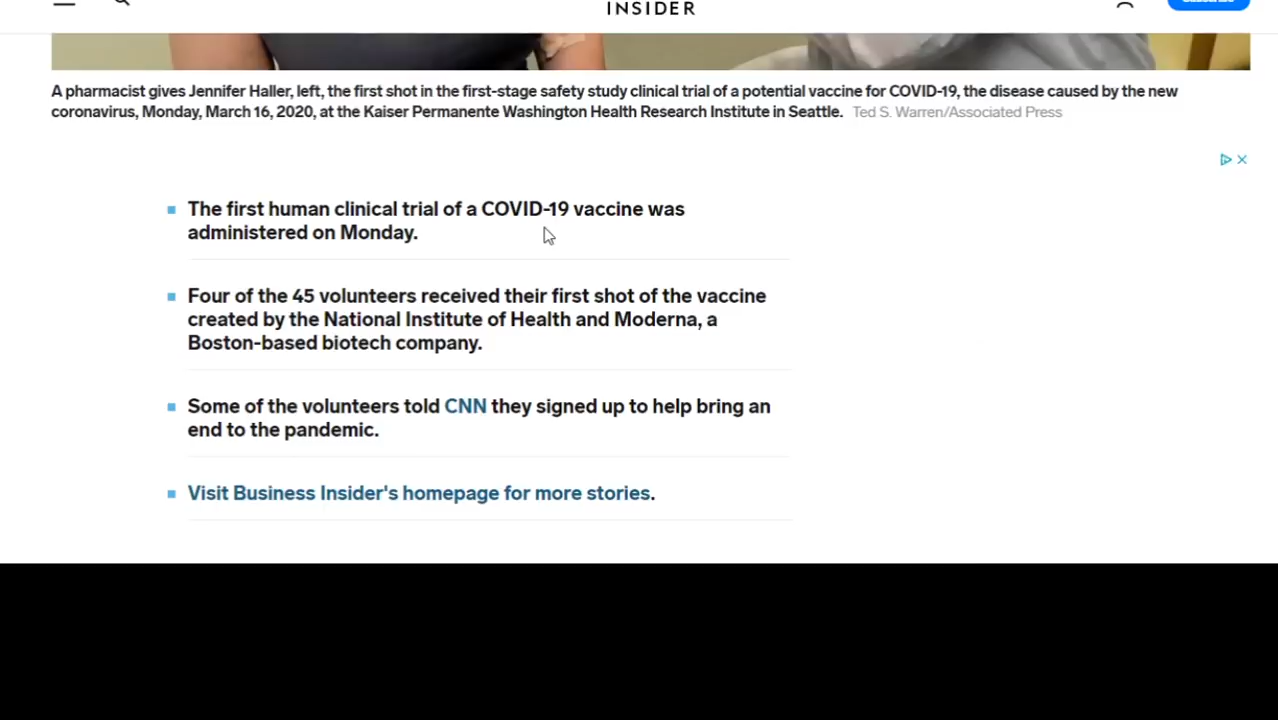 INSIDER
Subscribe
A pharmacist gives Jennifer Haller, left, the first shot in the first-stage safety study clinical trial of a potential vaccine for COVID-19, the disease caused by the new
coronavirus, Monday, March 16, 2020, at the Kaiser Permanente Washington Health Research Institute in Seattle. Ted S. Warren/Associated Press
The first human clinical trial of a COVID-19 vaccine was
administered on Monday.
Four of the 45 volunteers received their first shot of the vaccine
created by the National Institute of Health and Moderna, a
Boston-based biotech company.
Some of the volunteers told CNN they signed up to help bring an
end to the pandemic.
Visit Business Insider's homepage for more stories.